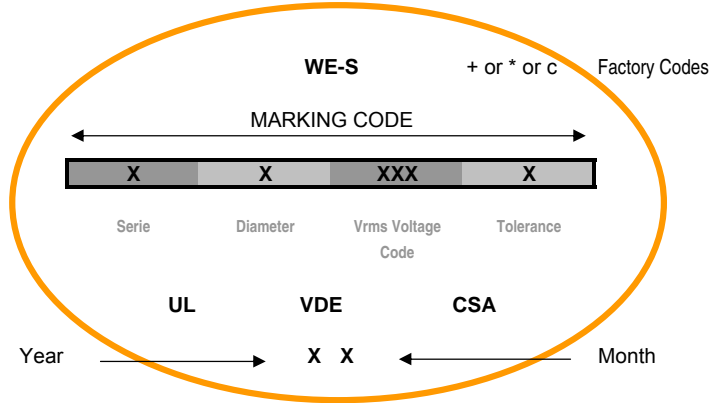 WE-S + or * or c Factory Codes
MARKING CODE
X X XXX X
Serie Diameter Vrms Voltage Tolerance
Code
UL VDE CSA
Year X X Month